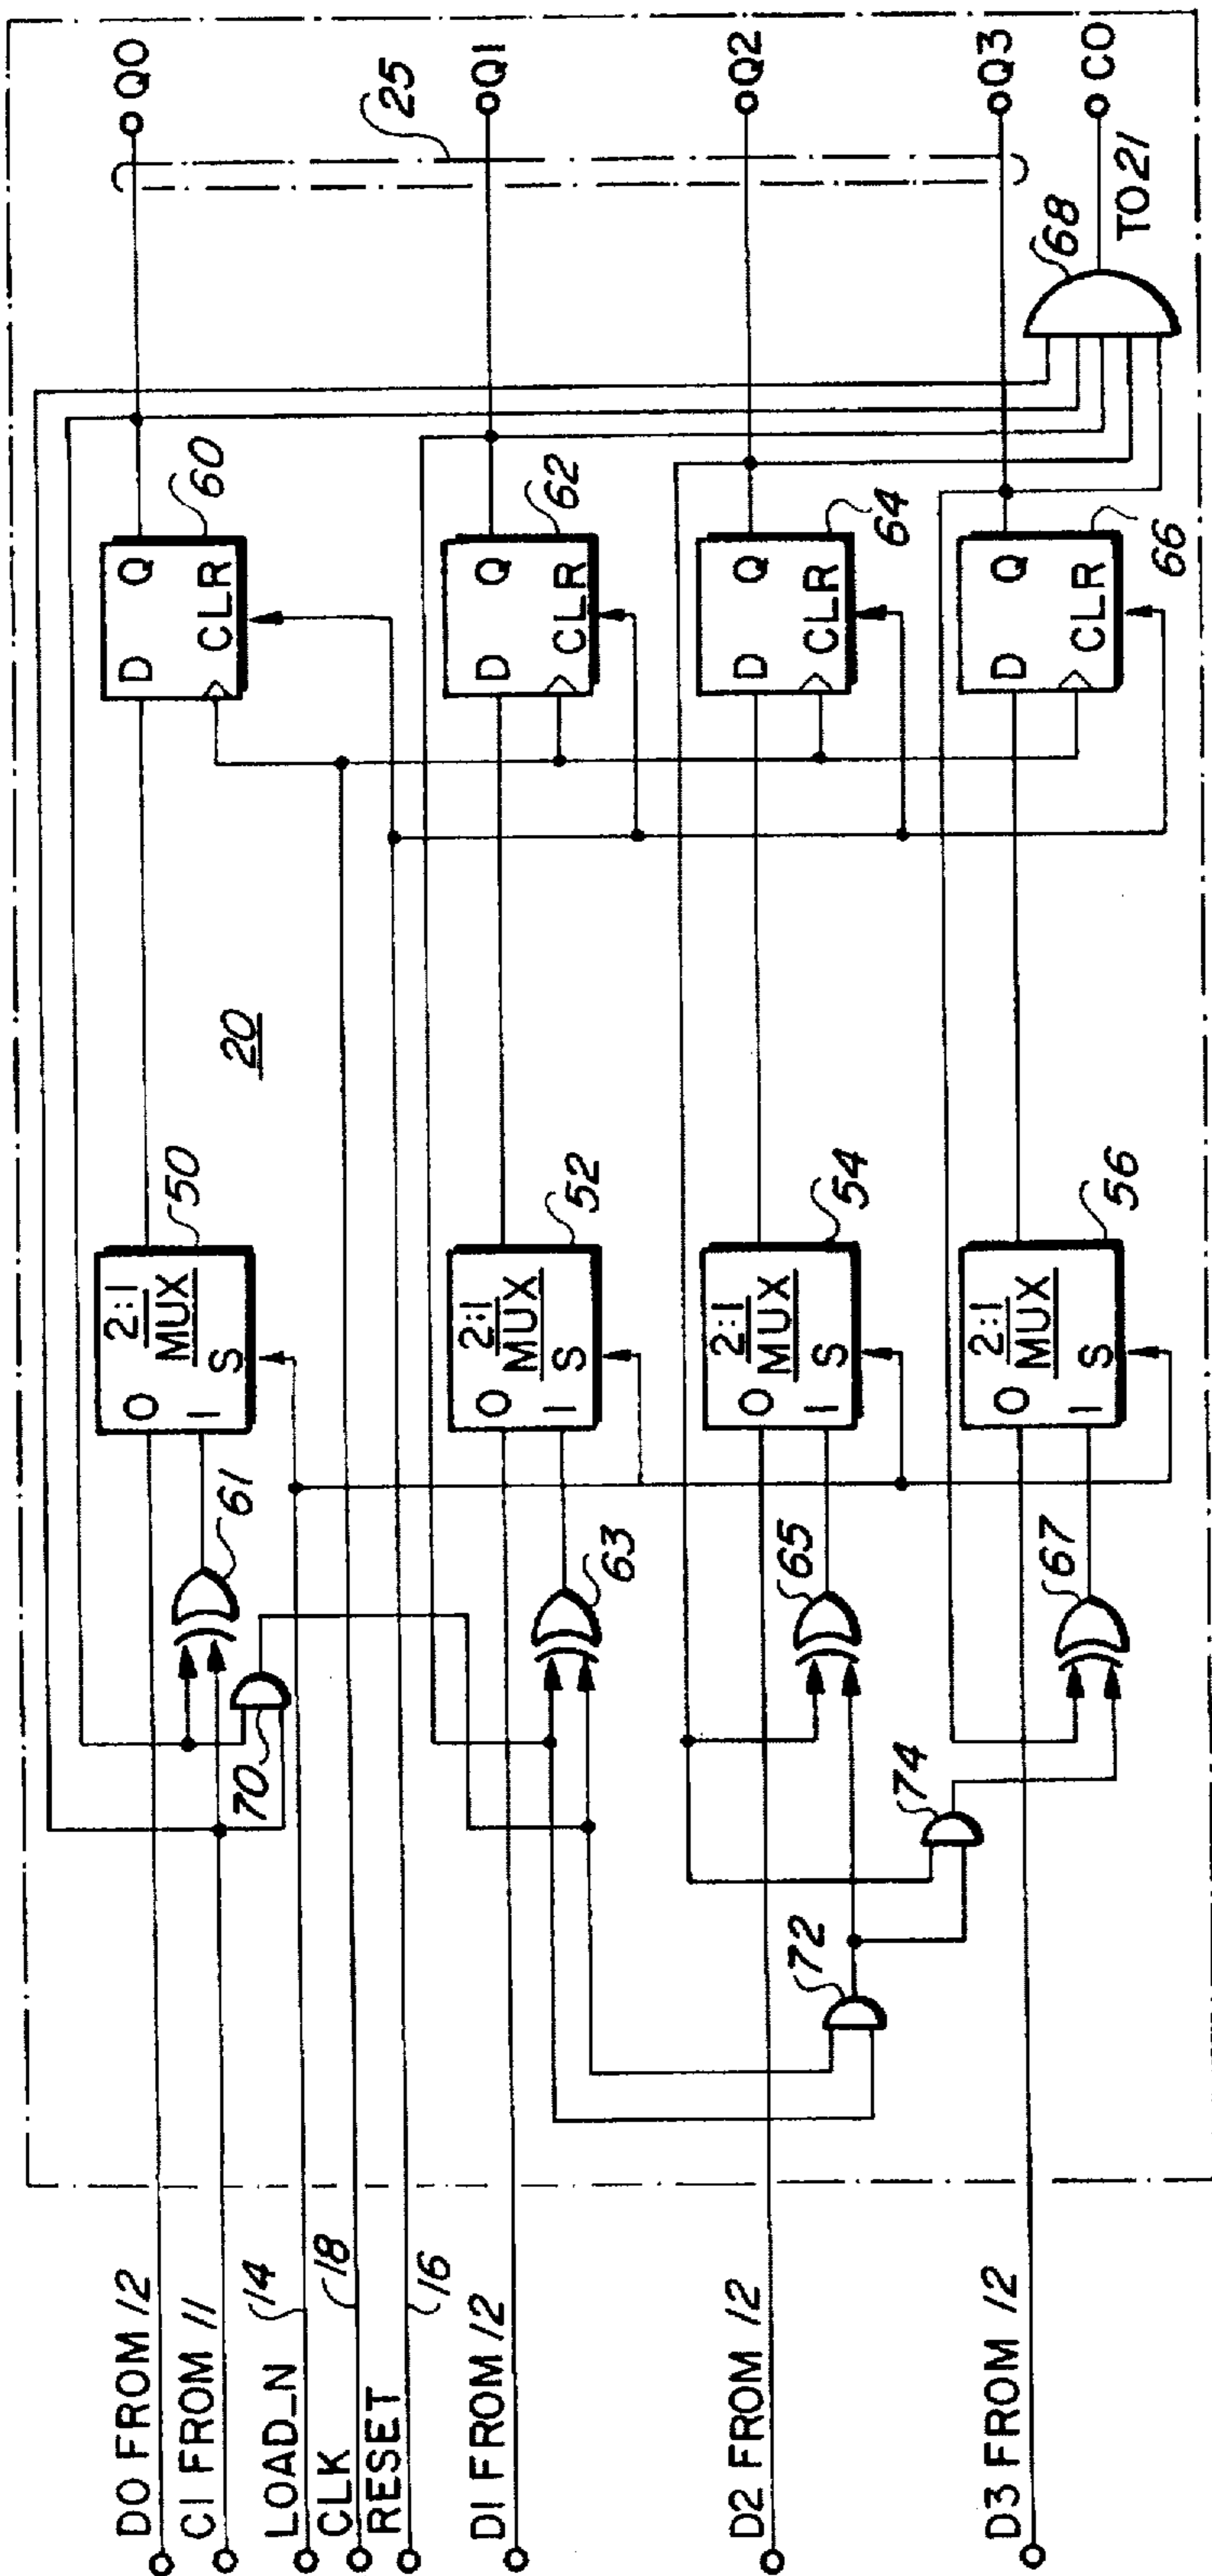 D0 FROM 12
CI FROM 11
LOAD_N
14
CLK
18
RESET
16
D1 FROM 12
D2 FROM 12
D3 FROM 12
20
0
2:1
MUX
1
S
50
61
70
D
Q
CLR
60
Q0
25
0
2:1
MUX
1
S
52
63
D
Q
CLR
62
Q1
0
2:1
MUX
1
S
54
65
72
D
Q
CLR
64
Q2
0
2:1
MUX
1
S
56
67
74
D
Q
CLR
66
Q3
68
CO
TO 21